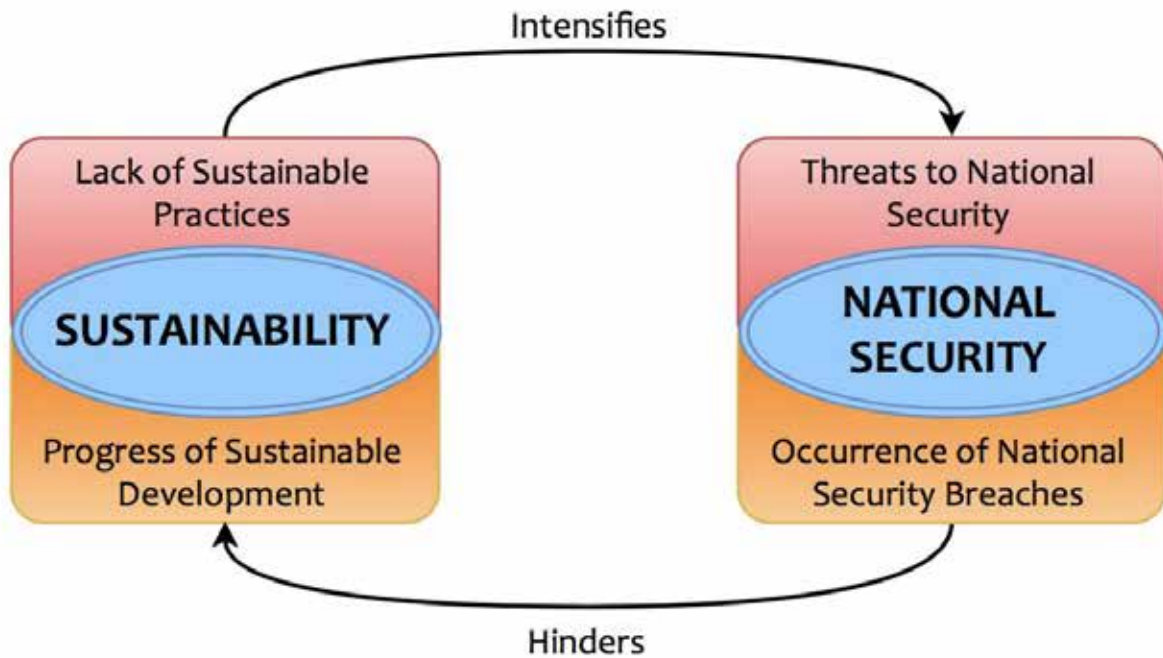 Intensifies
Lack of Sustainable
Practices
Threats to National
Security
SUSTAINABILITY
NATIONAL
SECURITY
Progress of Sustainable
Development
Occurrence of National
Security Breaches
Hinders